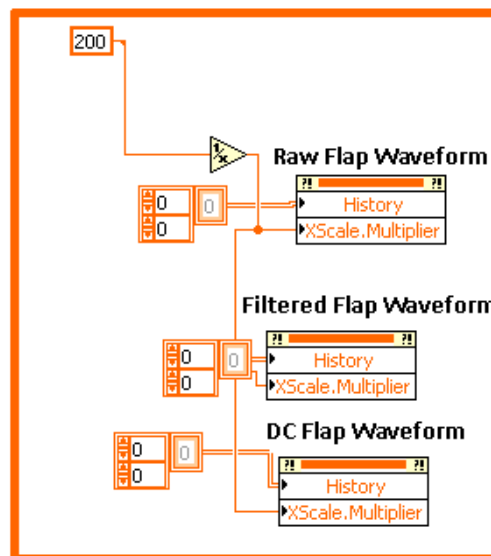 200
1/x
Raw Flap Waveform
?! ?!
0 0 History
0 XScale.Multiplier
Filtered Flap Waveform
?! ?!
0 0 History
0 XScale.Multiplier
DC Flap Waveform
?! ?!
0 0 History
0 XScale.Multiplier